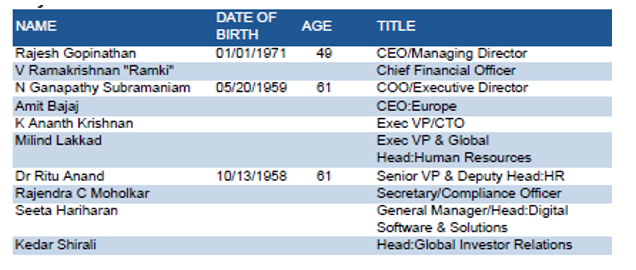 NAME DATE OF BIRTH AGE TITLE
Rajesh Gopinathan 01/01/1971 49 CEO/Managing Director
V Ramakrishnan "Ramki" Chief Financial Officer
N Ganapathy Subramaniam 05/20/1959 61 COO/Executive Director
Amit Bajaj CEO:Europe
K Ananth Krishnan Exec VP/CTO
Milind Lakkad Exec VP & Global
Head:Human Resources
Dr Ritu Anand 10/13/1958 61 Senior VP & Deputy Head:HR
Rajendra C Moholkar Secretary/Compliance Officer
Seeta Hariharan General Manager/Head:Digital
Software & Solutions
Kedar Shirali Head:Global Investor Relations